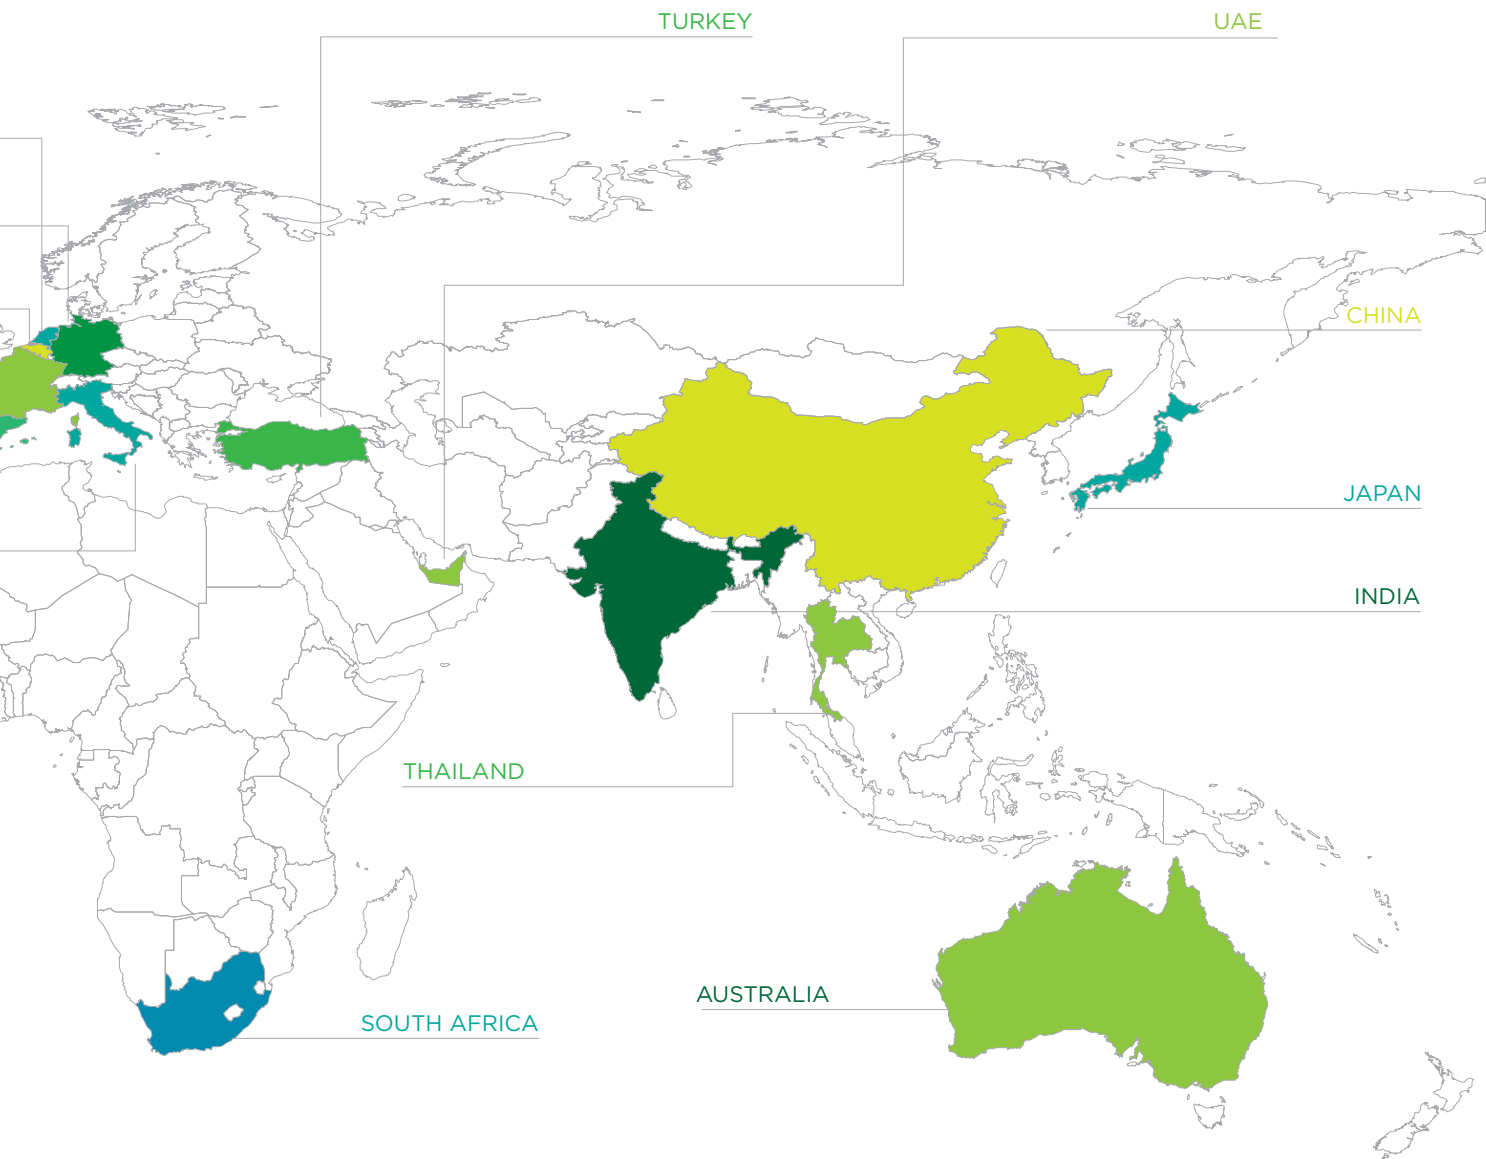 TURKEY
UAE
CHINA
JAPAN
INDIA
THAILAND
AUSTRALIA
SOUTH AFRICA